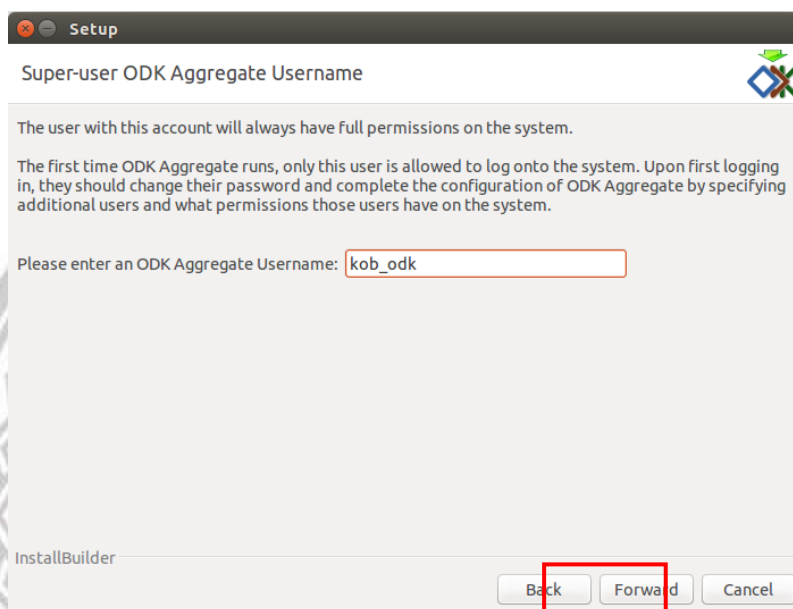 Setup
Super-user ODK Aggregate Username
The user with this account will always have full permissions on the system.
The first time ODK Aggregate runs, only this user is allowed to log onto the system. Upon first logging
in, they should change their password and complete the configuration of ODK Aggregate by specifying
additional users and what permissions those users have on the system.
Please enter an ODK Aggregate Username: kob_odk
InstallBuilder
Back Forward Cancel